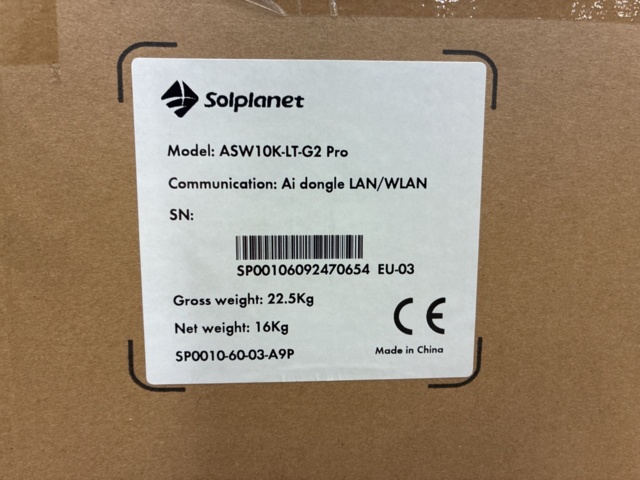 Solplanet
Model: ASW10K-LT-G2 Pro
Communication: Ai dongle LAN/WLAN
SN:
SP00106092470654 EU-03
Gross weight: 22.5Kg
Net weight: 16Kg
CE
SP0010-60-03-A9P
Made in China